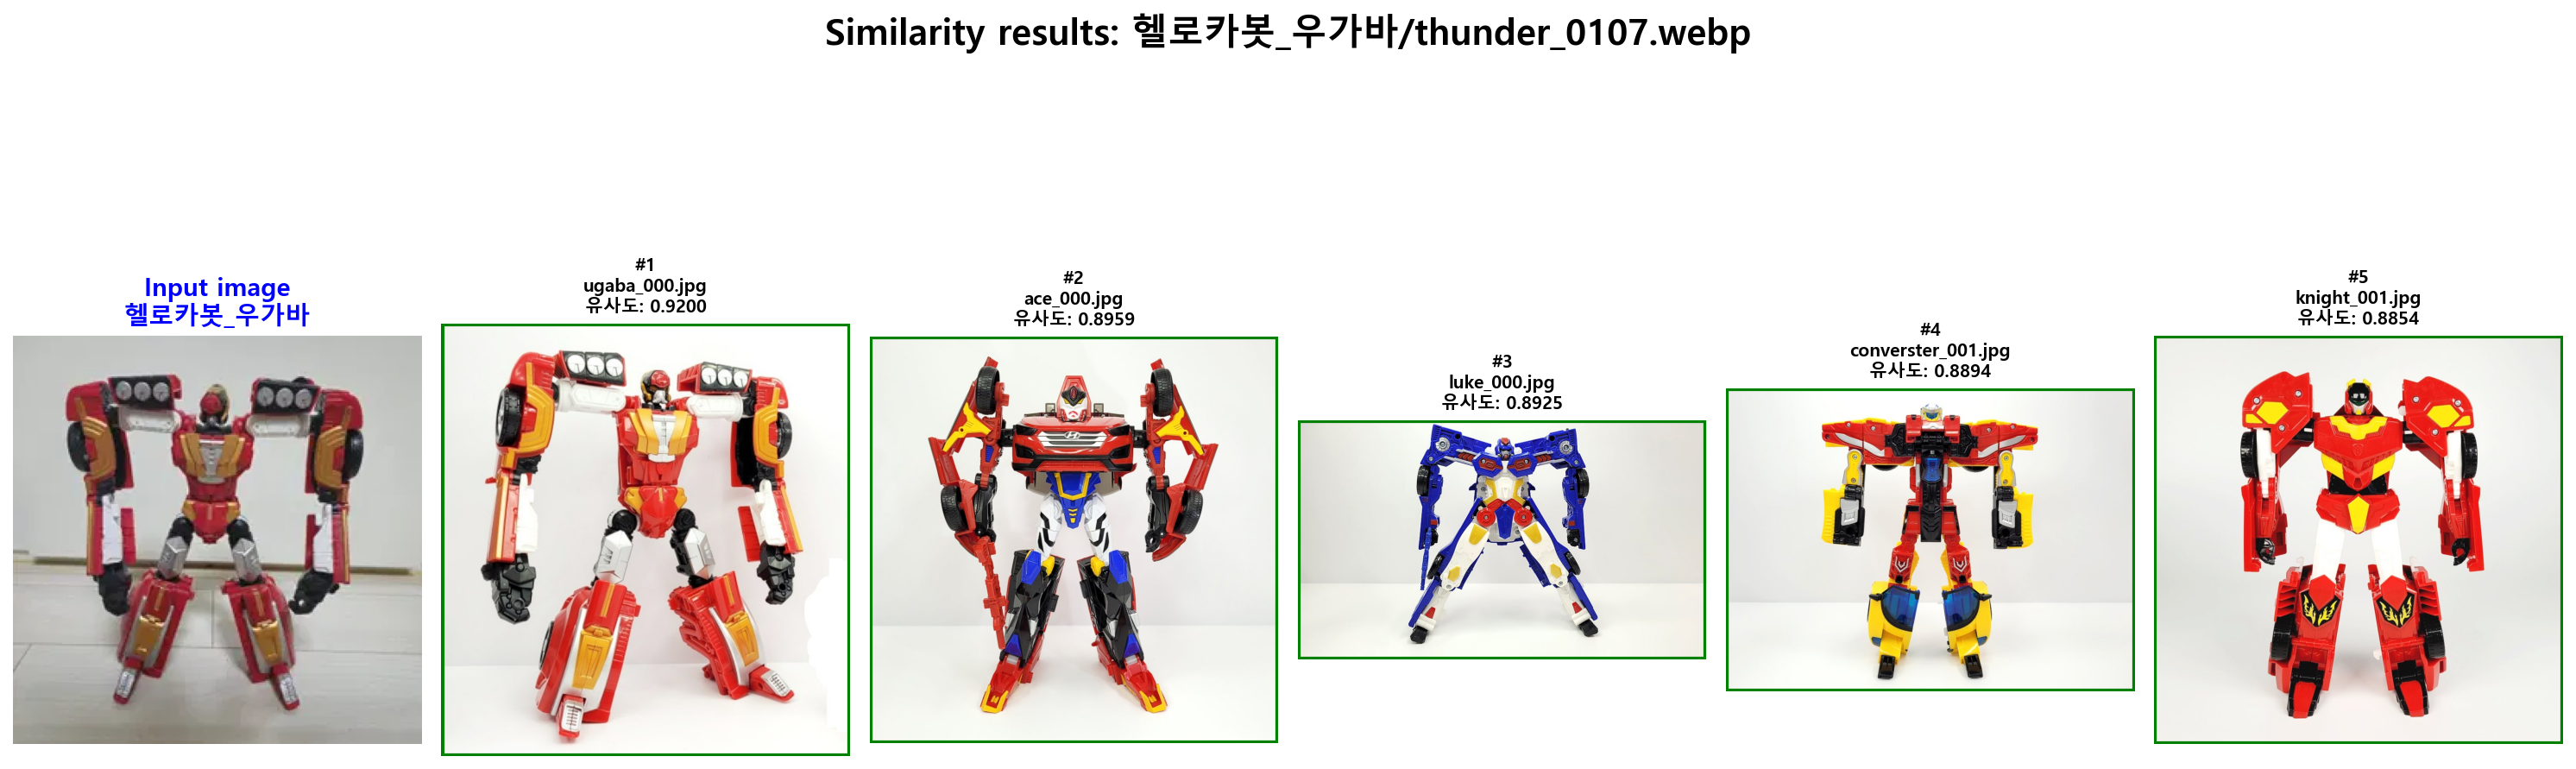 Similarity results: 헬로카봇_우가바/thunder_0107.webp
Input image
헬로카봇_우가바
#1
ugaba_000.jpg
유사도: 0.9200
#2
ace_000.jpg
유사도: 0.8959
#3
luke_000.jpg
유사도: 0.8925
#4
converster_001.jpg
유사도: 0.8894
#5
knight_001.jpg
유사도: 0.8854